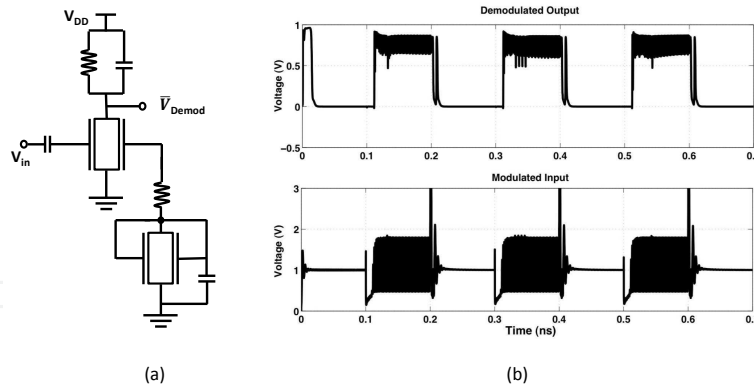 V_DD
V̅_Demod
V_in
(a)
Demodulated Output
Voltage (V)
1
0.5
0
−0.5
0 0.1 0.2 0.3 0.4 0.5 0.6 0.
Modulated Input
Voltage (V)
3
2
1
0
0 0.1 0.2 0.3 0.4 0.5 0.6 0.
Time (ns)
(b)